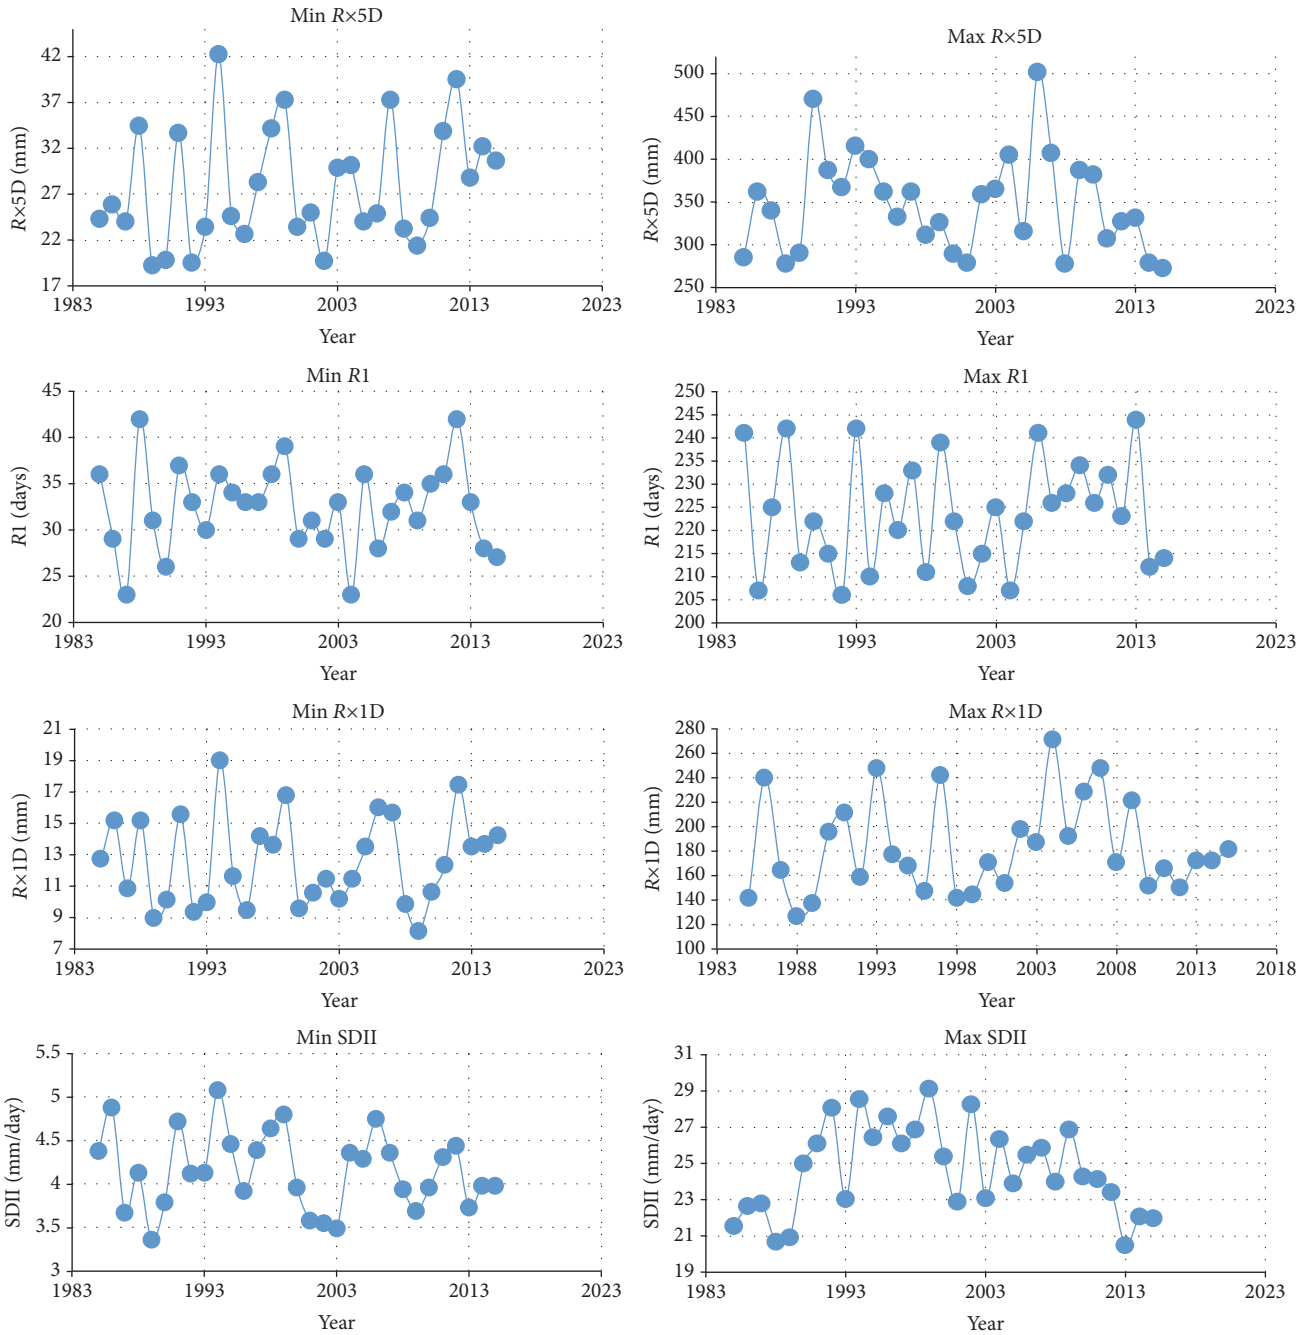 Min R×5D
42
37
32
27
22
17
R×5D (mm)
1983 1993 2003 2013 2023
Year
Max R×5D
500
450
400
350
300
250
R×5D (mm)
1983 1993 2003 2013 2023
Year
Min R1
45
40
35
30
25
20
R1 (days)
1983 1993 2003 2013 2023
Year
Max R1
250
245
240
235
230
225
220
215
210
205
200
R1 (days)
1983 1993 2003 2013 2023
Year
Min R×1D
21
19
17
15
13
11
9
7
R×1D (mm)
1983 1993 2003 2013 2023
Year
Max R×1D
280
260
240
220
200
180
160
140
120
100
R×1D (mm)
1983 1988 1993 1998 2003 2008 2013 2018
Year
Min SDII
5.5
5
4.5
4
3.5
3
SDII (mm/day)
1983 1993 2003 2013 2023
Year
Max SDII
31
29
27
25
23
21
19
SDII (mm/day)
1983 1993 2003 2013 2023
Year